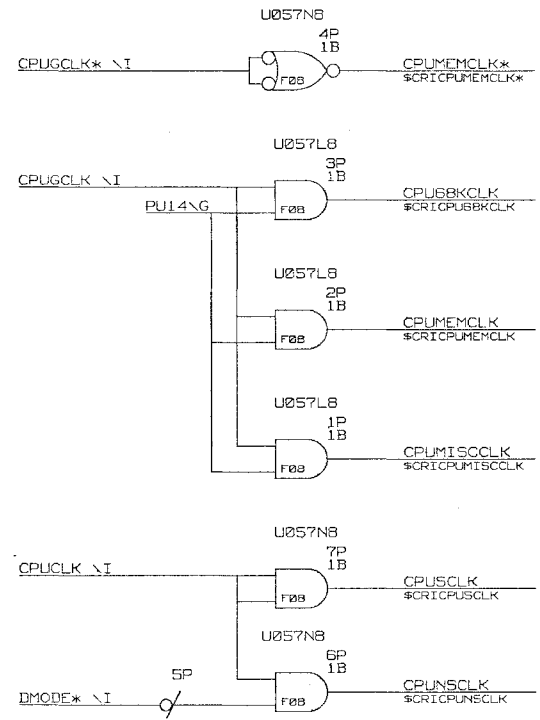 U057N8
4P
1B
CPUGCLK* \I
F08
CPUMEMCLK*
$CRICPUMEMCLK*
U057L8
3P
1B
CPUGCLK \I
PU14\G
F08
CPU68KCLK
$CRICPU68KCLK
U057L8
2P
1B
F08
CPUMEMCLK
$CRICPUMEMCLK
U057L8
1P
1B
F08
CPUMISCCLK
$CRICPUMISCCLK
U057N8
7P
1B
CPUCLK \I
F08
CPUSCLK
$CRICPUSCLK
U057N8
6P
1B
5P
DMODE* \I
F08
CPUNSCLK
$CRICPUNSCLK